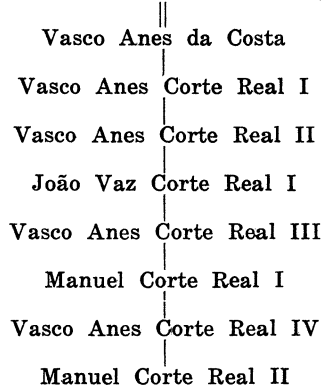 Vasco Anes da Costa
Vasco Anes Corte Real I
Vasco Anes Corte Real II
João Vaz Corte Real I
Vasco Anes Corte Real III
Manuel Corte Real I
Vasco Anes Corte Real IV
Manuel Corte Real II